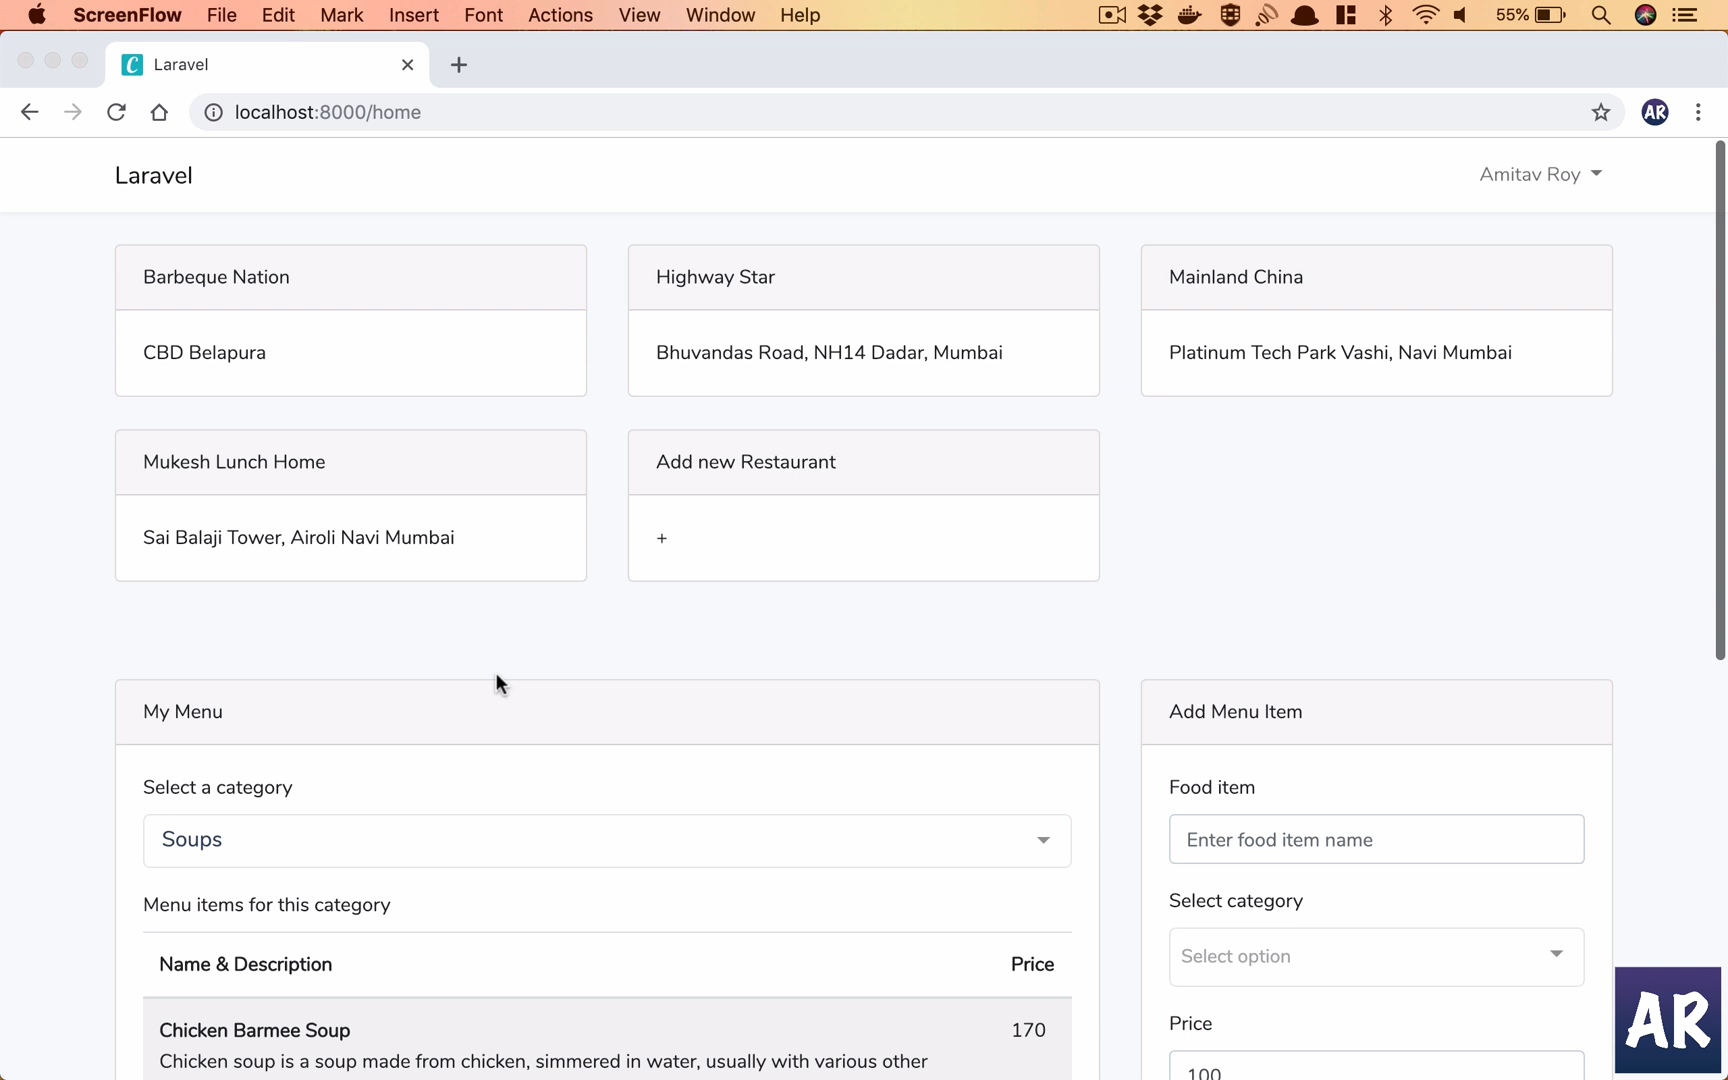 ScreenFlow File Edit Mark Insert Font Actions View Window Help 55%
Laravel
localhost:8000/home AR
Laravel Amitav Roy
Barbeque Nation Highway Star Mainland China
CBD Belapura Bhuvandas Road, NH14 Dadar, Mumbai Platinum Tech Park Vashi, Navi Mumbai
Mukesh Lunch Home Add new Restaurant
Sai Balaji Tower, Airoli Navi Mumbai +
My Menu Add Menu Item
Select a category Food item
Soups Enter food item name
Menu items for this category Select category
Name & Description Price Select option
Chicken Barmee Soup 170 Price
Chicken soup is a soup made from chicken, simmered in water, usually with various other
100
AR